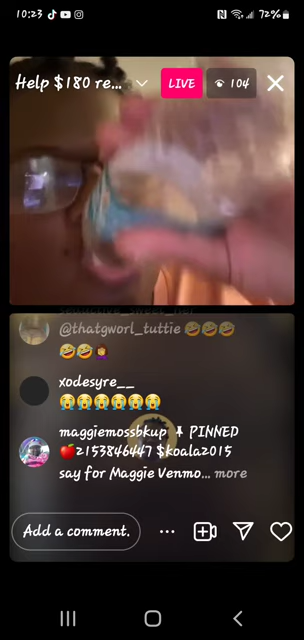 10:23
72%
Help $180 re...
LIVE
104
@thatgworl_tuttie 🤣🤣🤣
🤣🤣🤦‍♀️
xodesyre__
😭😭😭😭😭😭
maggiemossbkup 📌 PINNED
🍎2153846447 $koala2015
say for Maggie Venmo... more
Add a comment.